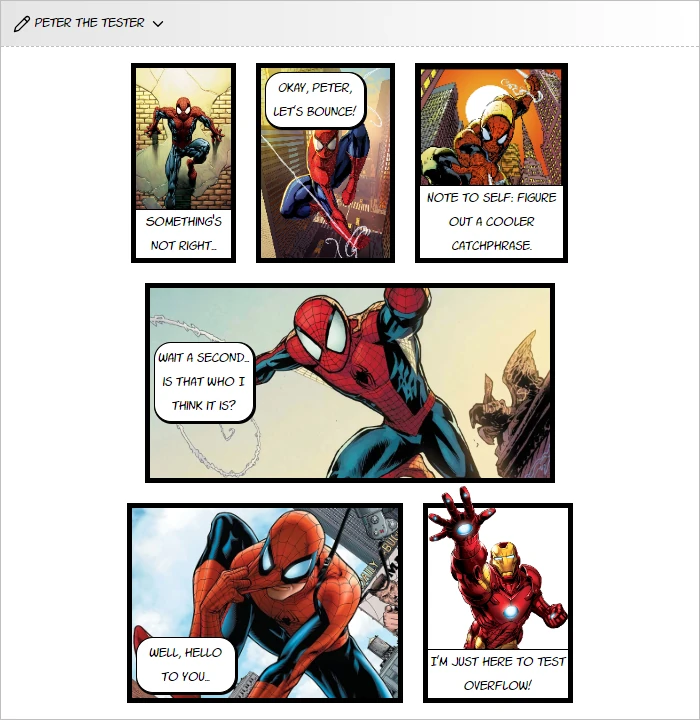 PETER THE TESTER
SOMETHING'S
NOT RIGHT...
OKAY, PETER,
LET'S BOUNCE!
NOTE TO SELF: FIGURE
OUT A COOLER
CATCHPHRASE.
WAIT A SECOND...
IS THAT WHO I
THINK IT IS?
WELL, HELLO
TO YOU...
I'M JUST HERE TO TEST
OVERFLOW!